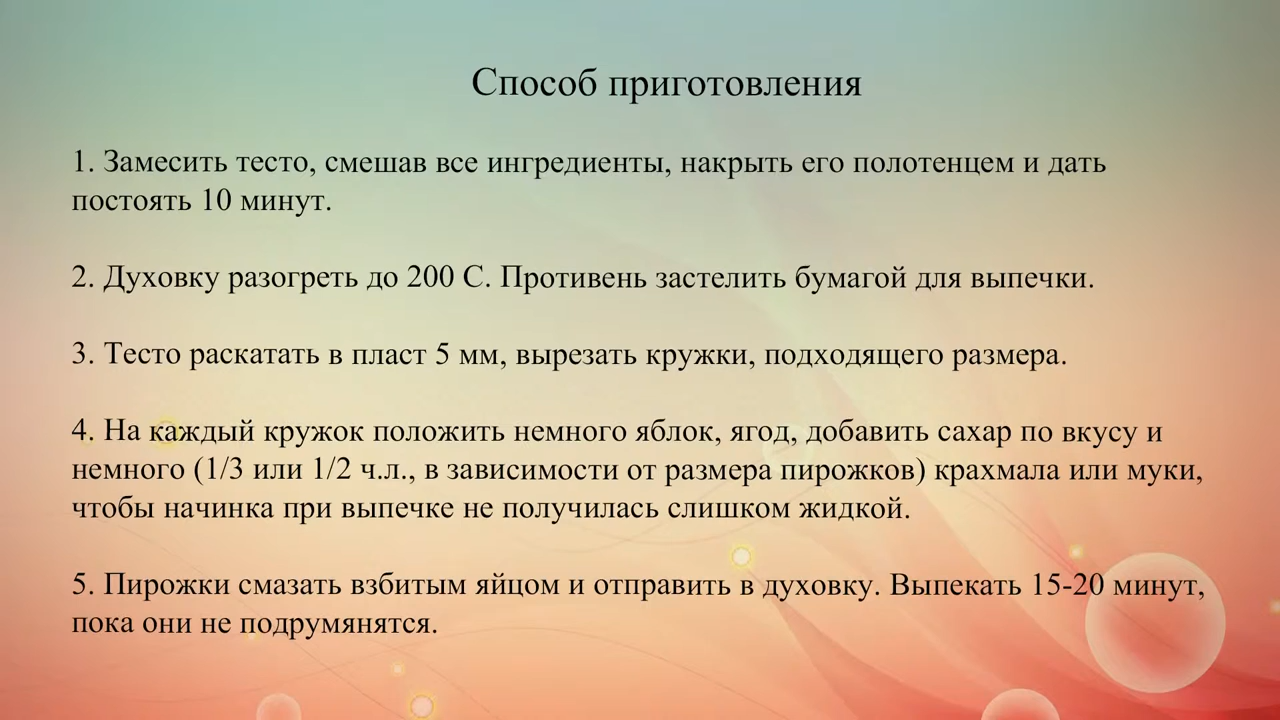 Способ приготовления
1. Замесить тесто, смешав все ингредиенты, накрыть его полотенцем и дать
постоять 10 минут.
2. Духовку разогреть до 200 С. Противень застелить бумагой для выпечки.
3. Тесто раскатать в пласт 5 мм, вырезать кружки, подходящего размера.
4. На каждый кружок положить немного яблок, ягод, добавить сахар по вкусу и
немного (1/3 или 1/2 ч.л., в зависимости от размера пирожков) крахмала или муки,
чтобы начинка при выпечке не получилась слишком жидкой.
5. Пирожки смазать взбитым яйцом и отправить в духовку. Выпекать 15-20 минут,
пока они не подрумянятся.